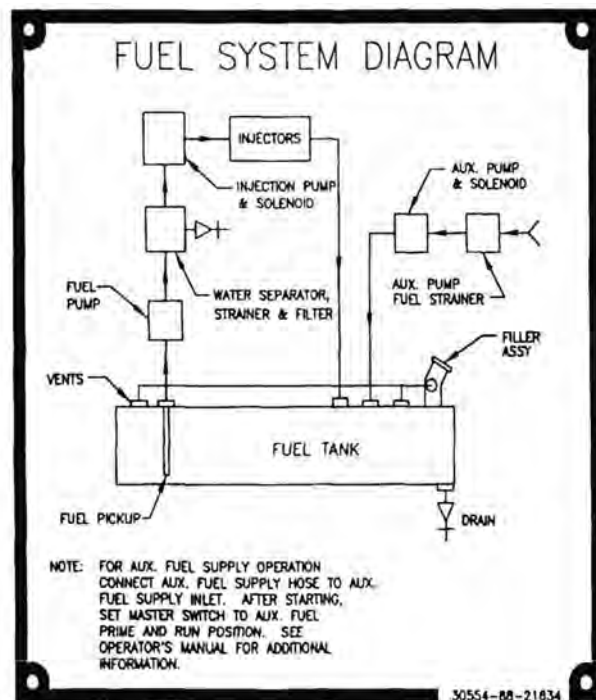 FUEL SYSTEM DIAGRAM
INJECTORS
INJECTION PUMP
& SOLENOID
AUX. PUMP
& SOLENOID
FUEL
PUMP
WATER SEPARATOR,
STRAINER & FILTER
AUX. PUMP
FUEL STRAINER
FILLER
ASSY
VENTS
FUEL TANK
FUEL PICKUP
DRAIN
NOTE: FOR AUX. FUEL SUPPLY OPERATION
CONNECT AUX. FUEL SUPPLY HOSE TO AUX.
FUEL SUPPLY INLET. AFTER STARTING,
SET MASTER SWITCH TO AUX. FUEL
PRIME AND RUN POSITION. SEE
OPERATOR'S MANUAL FOR ADDITIONAL
INFORMATION.
30554-88-21634